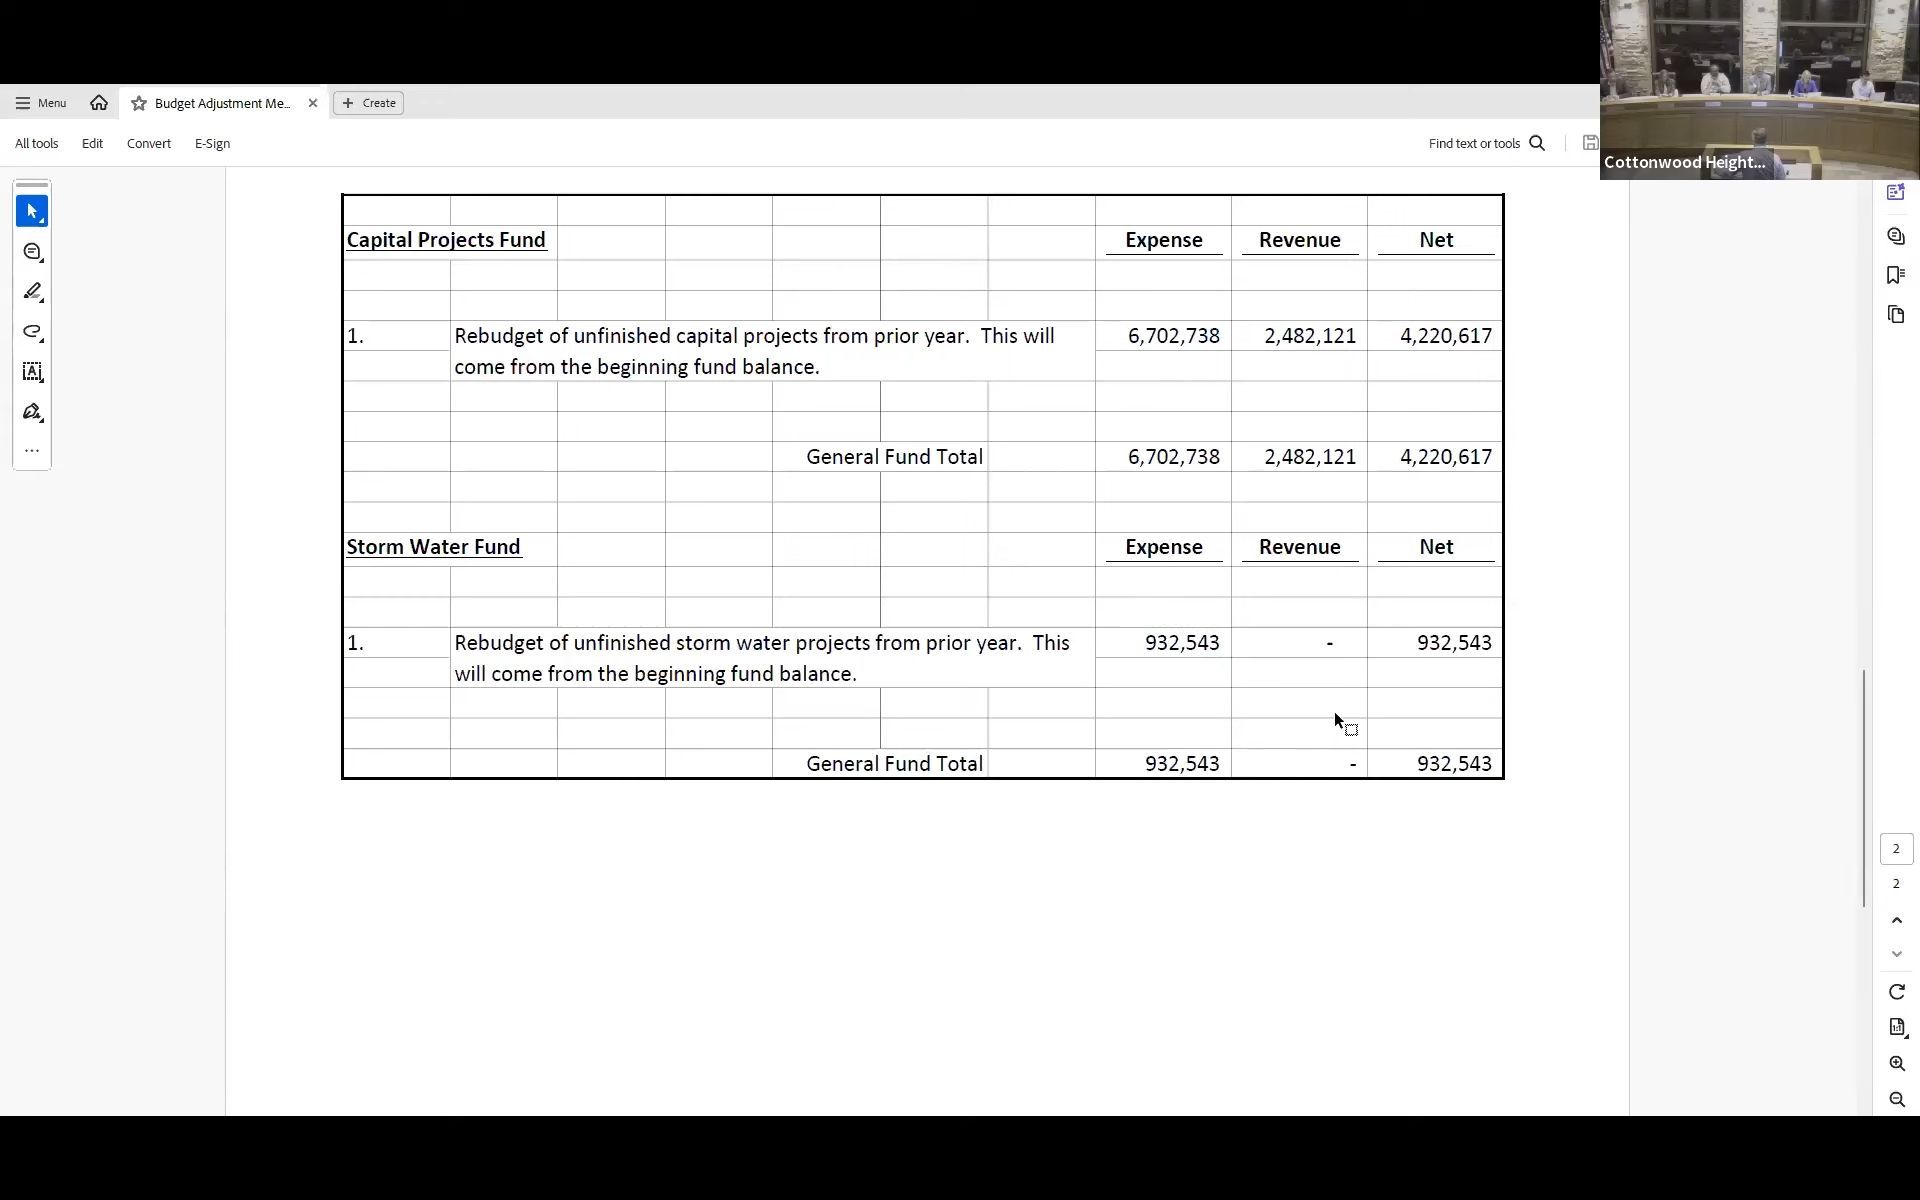 Menu
Budget Adjustment Me...
Create
All tools
Edit
Convert
E-Sign
Find text or tools
Cottonwood Height...
Capital Projects Fund Expense Revenue Net
1. Rebudget of unfinished capital projects from prior year. This will 6,702,738 2,482,121 4,220,617
come from the beginning fund balance.
General Fund Total 6,702,738 2,482,121 4,220,617
Storm Water Fund Expense Revenue Net
1. Rebudget of unfinished storm water projects from prior year. This 932,543 - 932,543
will come from the beginning fund balance.
General Fund Total 932,543 - 932,543
2
2